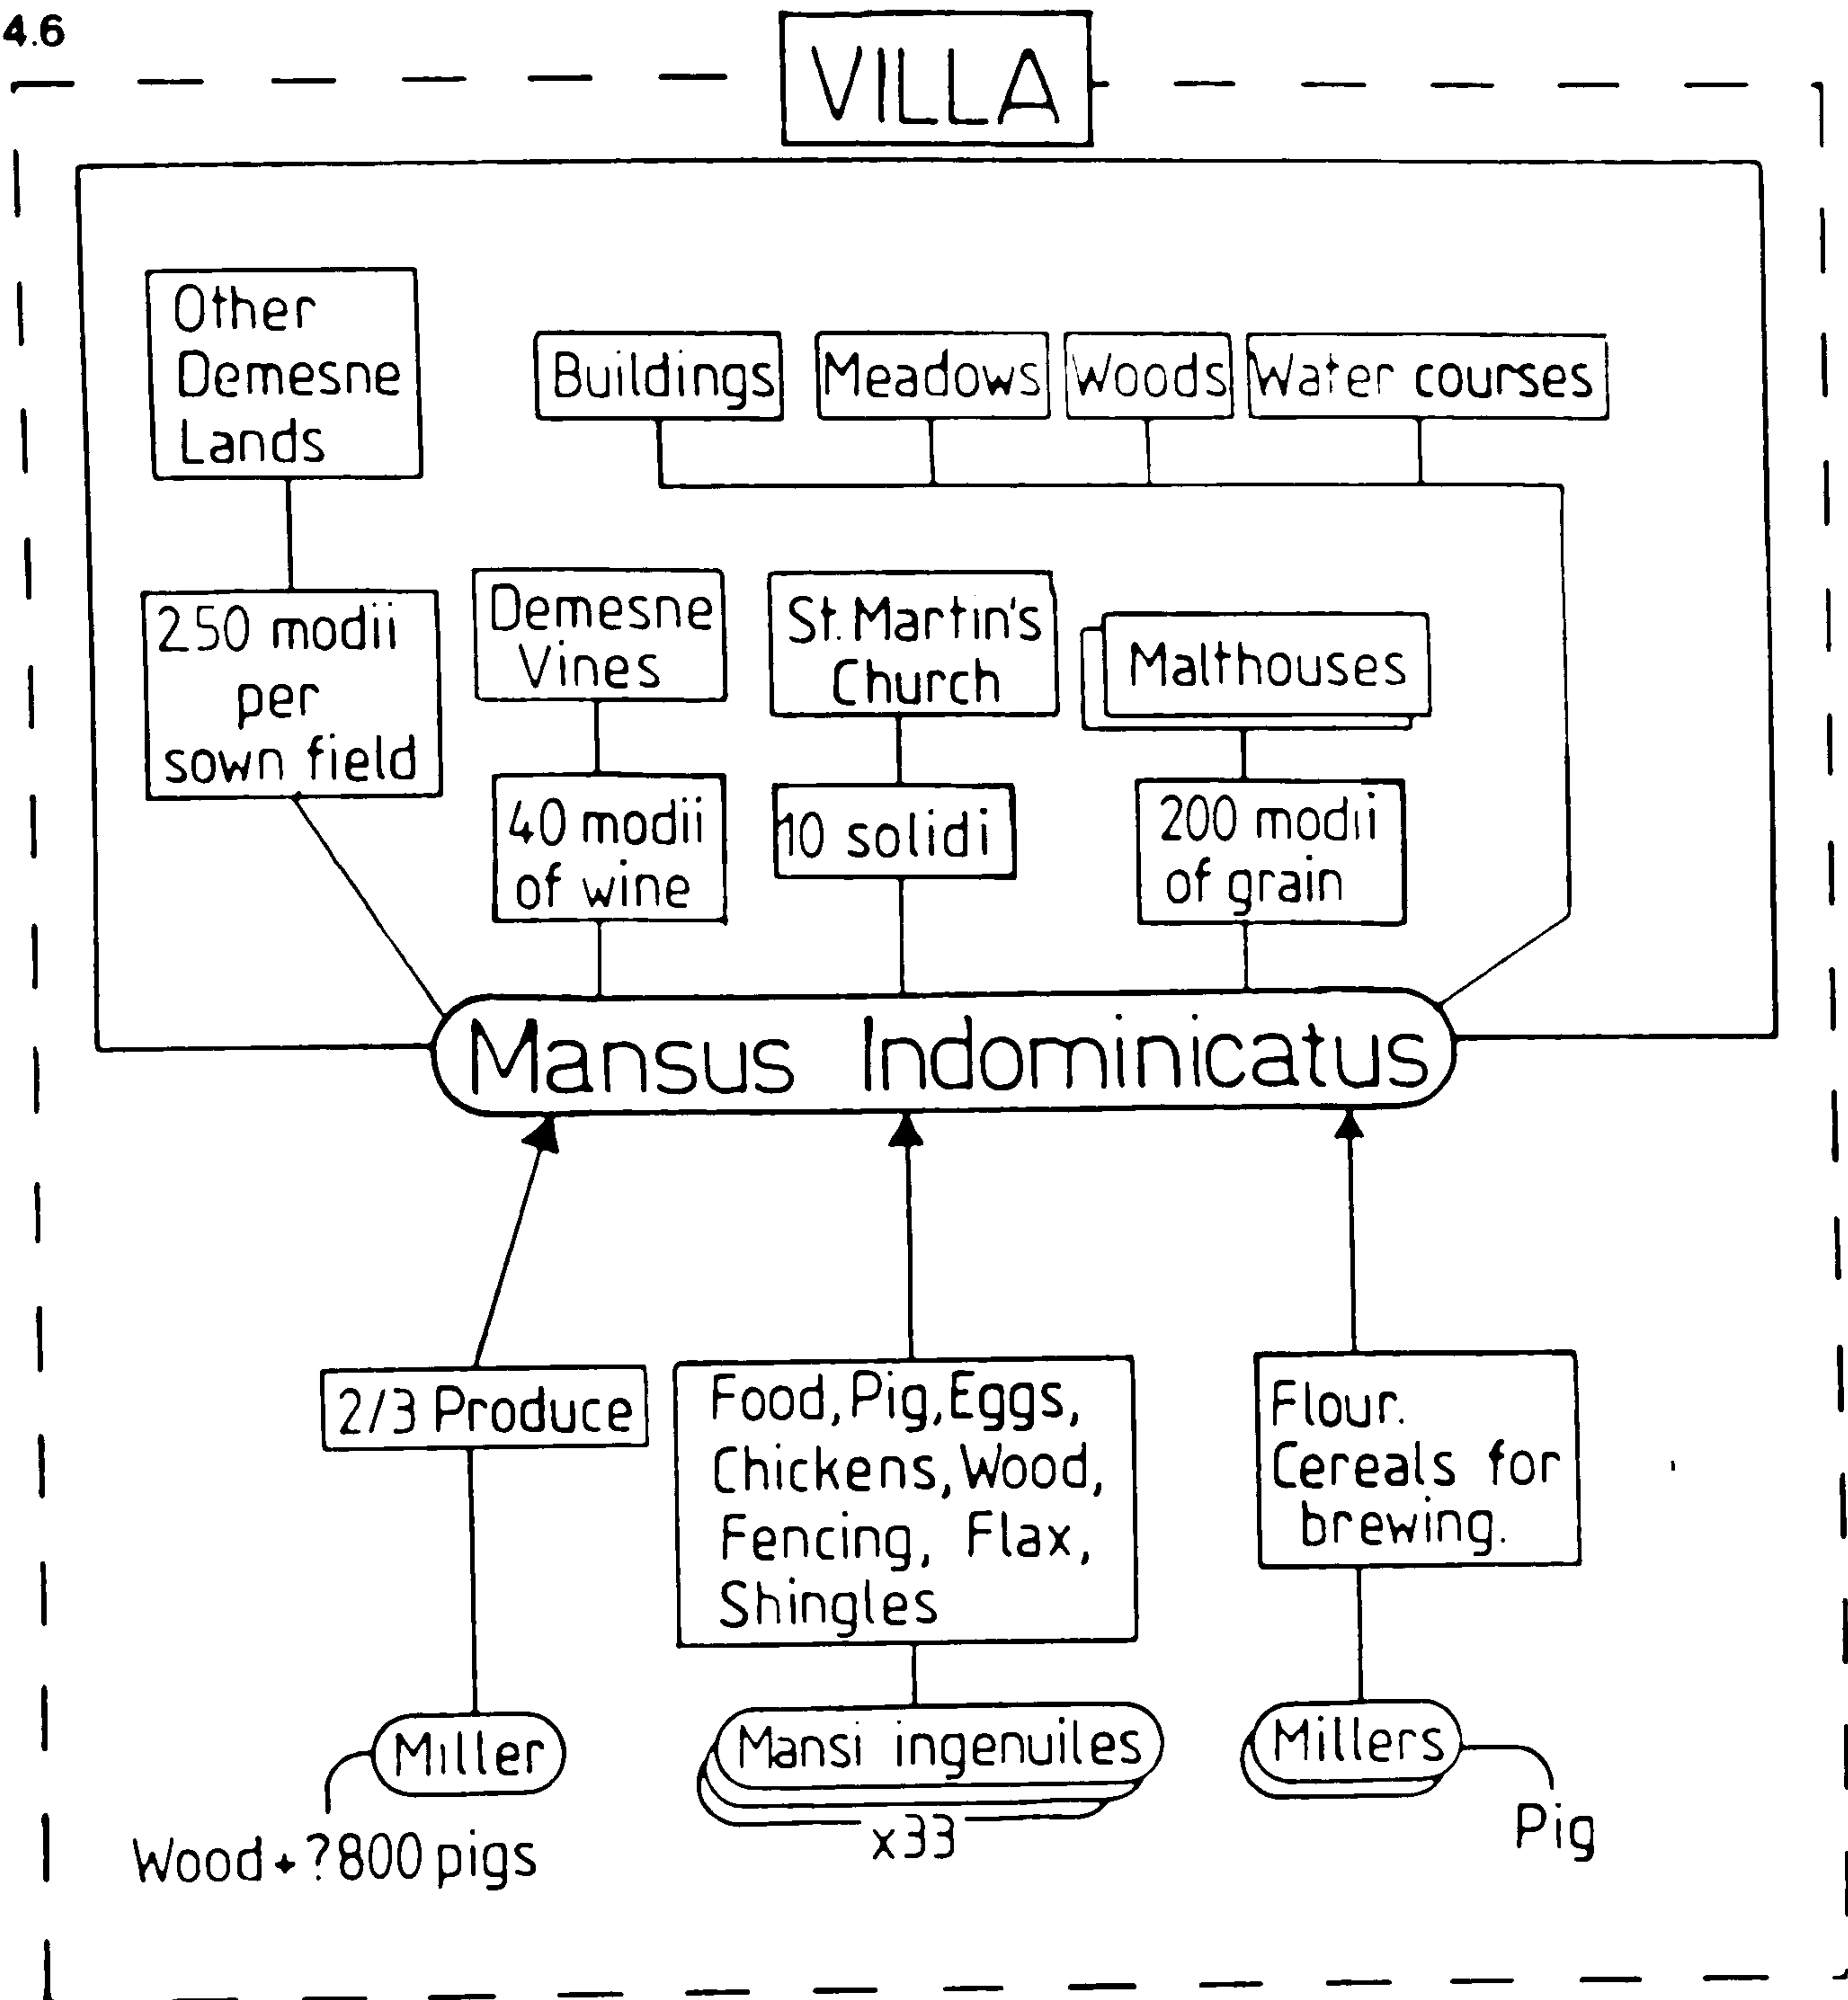 4.6
VILLA
Other
Demesne
Lands
Buildings
Meadows
Woods
Water courses
250 modii
per
sown field
Demesne
Vines
St. Martin's
Church
Malthouses
40 modii
of wine
10 solidi
200 modii
of grain
Mansus Indominicatus
2/3 Produce
Food, Pig, Eggs,
Chickens, Wood,
Fencing, Flax,
Shingles
Flour.
Cereals for
brewing.
Miller
Mansi ingenuiles
x33
Millers
Wood + ?800 pigs
Pig